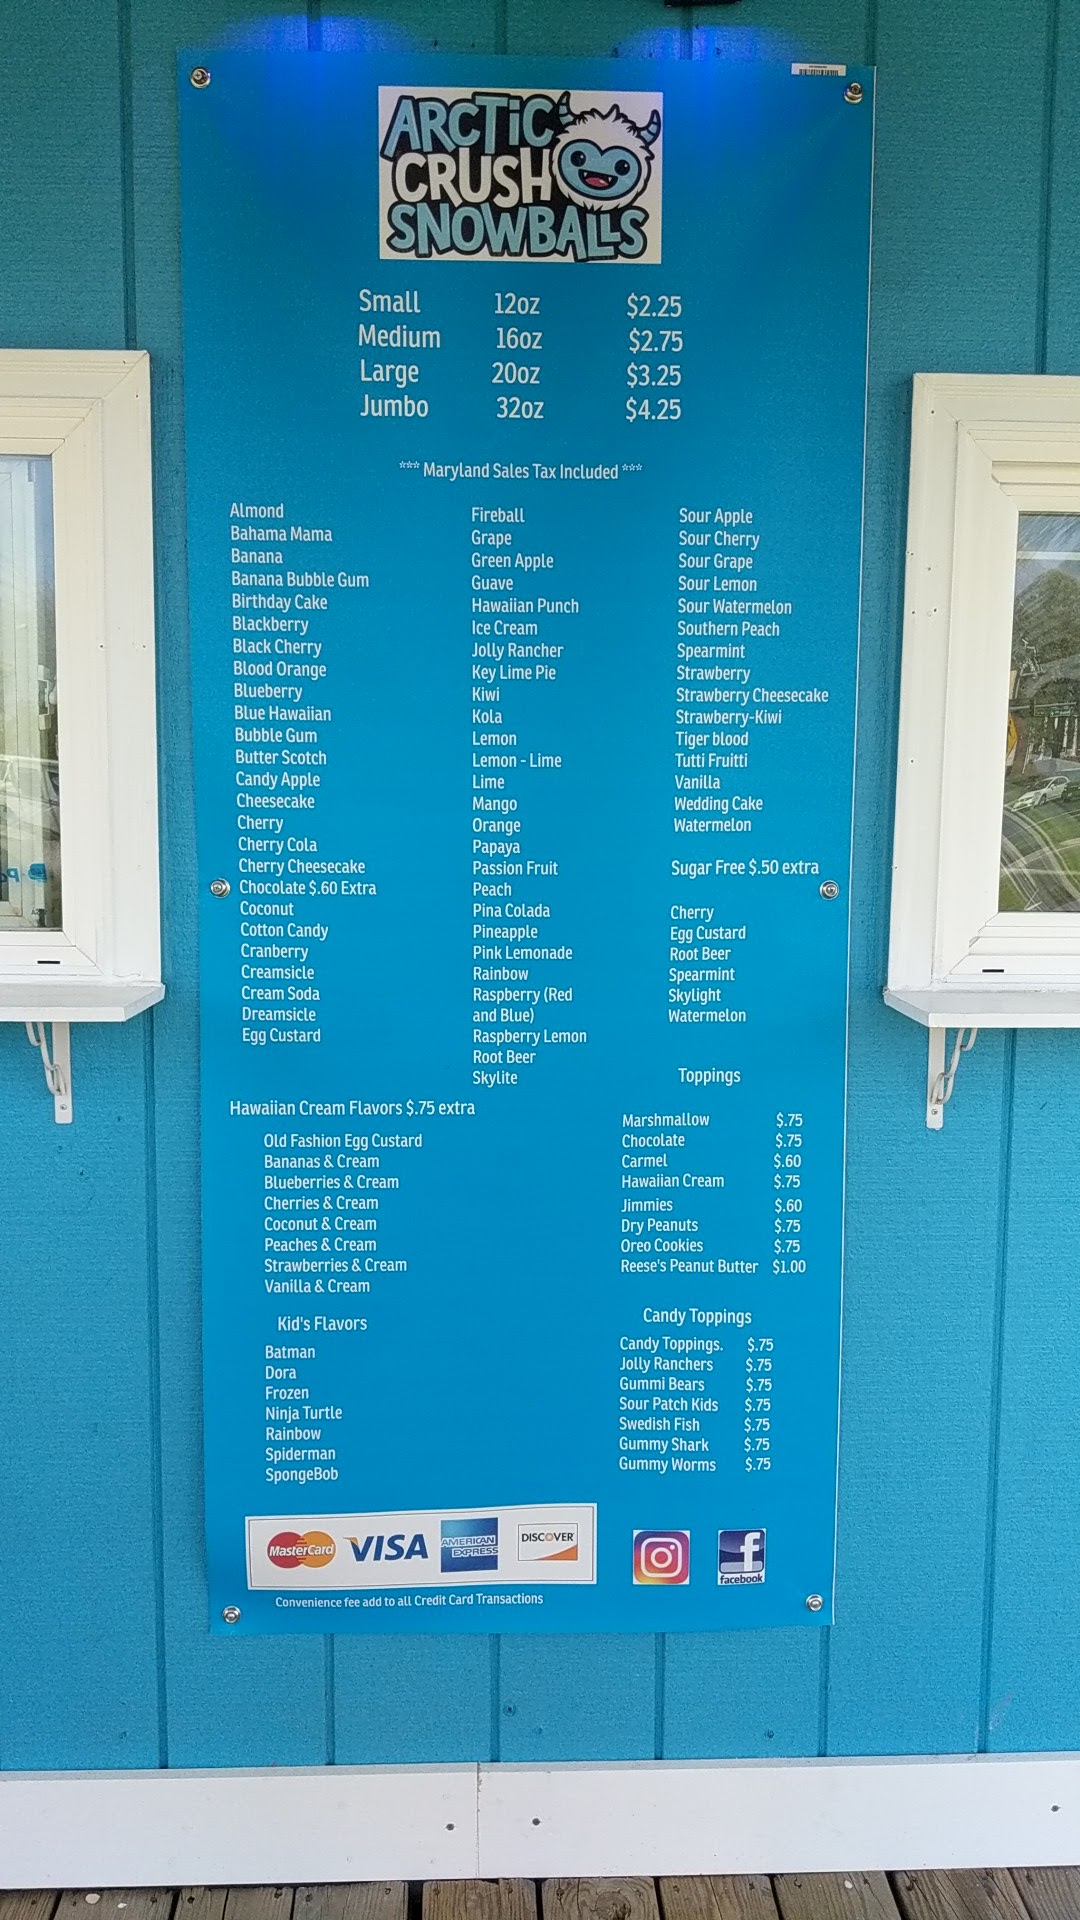 ARCTiC
CRUSH
SNOWBALLS
Small 12oz $2.25
Medium 16oz $2.75
Large 20oz $3.25
Jumbo 32oz $4.25
*** Maryland Sales Tax Included ***
Almond
Bahama Mama
Banana
Banana Bubble Gum
Birthday Cake
Blackberry
Black Cherry
Blood Orange
Blueberry
Blue Hawaiian
Bubble Gum
Butter Scotch
Candy Apple
Cheesecake
Cherry
Cherry Cola
Cherry Cheesecake
Chocolate $.60 Extra
Coconut
Cotton Candy
Cranberry
Creamsicle
Cream Soda
Dreamsicle
Egg Custard
Fireball
Grape
Green Apple
Guave
Hawaiian Punch
Ice Cream
Jolly Rancher
Key Lime Pie
Kiwi
Kola
Lemon
Lemon - Lime
Lime
Mango
Orange
Papaya
Passion Fruit
Peach
Pina Colada
Pineapple
Pink Lemonade
Rainbow
Raspberry (Red
and Blue)
Raspberry Lemon
Root Beer
Skylite
Sour Apple
Sour Cherry
Sour Grape
Sour Lemon
Sour Watermelon
Southern Peach
Spearmint
Strawberry
Strawberry Cheesecake
Strawberry-Kiwi
Tiger blood
Tutti Fruitti
Vanilla
Wedding Cake
Watermelon
Sugar Free $.50 extra
Cherry
Egg Custard
Root Beer
Spearmint
Skylight
Watermelon
Hawaiian Cream Flavors $.75 extra
Old Fashion Egg Custard
Bananas & Cream
Blueberries & Cream
Cherries & Cream
Coconut & Cream
Peaches & Cream
Strawberries & Cream
Vanilla & Cream
Kid's Flavors
Batman
Dora
Frozen
Ninja Turtle
Rainbow
Spiderman
SpongeBob
Toppings
Marshmallow $.75
Chocolate $.75
Carmel $.60
Hawaiian Cream $.75
Jimmies $.60
Dry Peanuts $.75
Oreo Cookies $.75
Reese's Peanut Butter $1.00
Candy Toppings
Candy Toppings. $.75
Jolly Ranchers $.75
Gummi Bears $.75
Sour Patch Kids $.75
Swedish Fish $.75
Gummy Shark $.75
Gummy Worms $.75
MasterCard VISA AMERICAN EXPRESS DISCOVER
facebook
Convenience fee add to all Credit Card Transactions